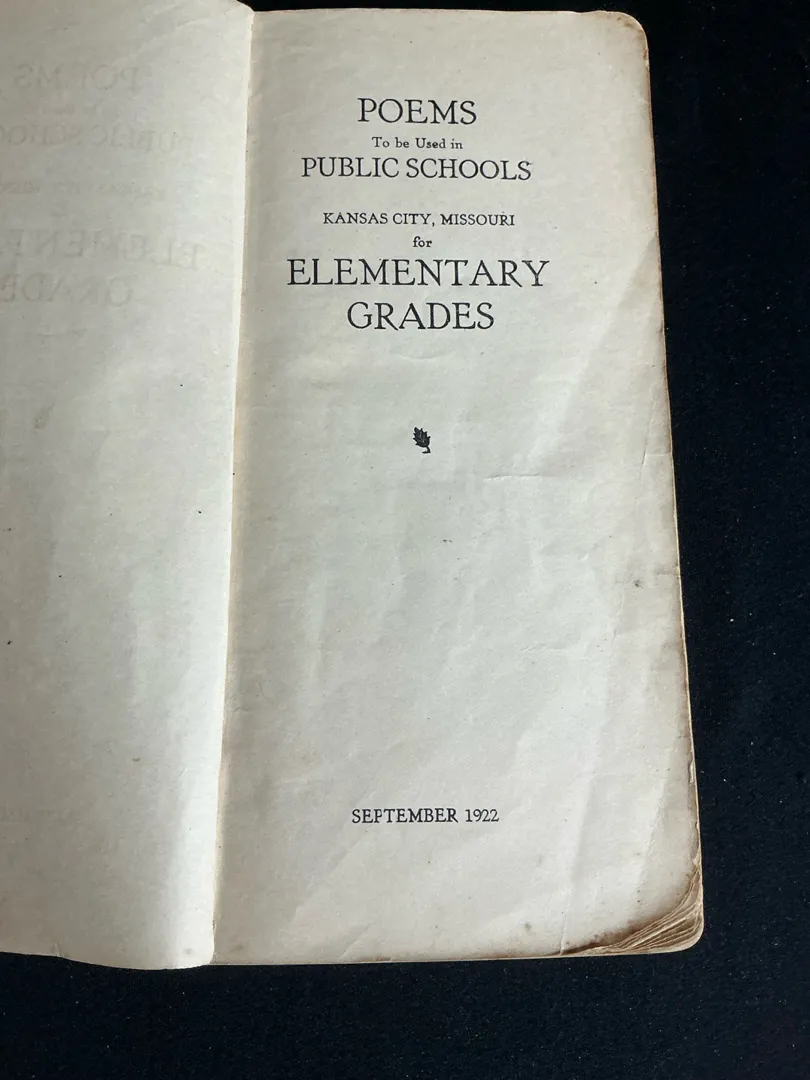 POEMS
To be Used in
PUBLIC SCHOOLS
KANSAS CITY, MISSOURI
for
ELEMENTARY
GRADES
SEPTEMBER 1922